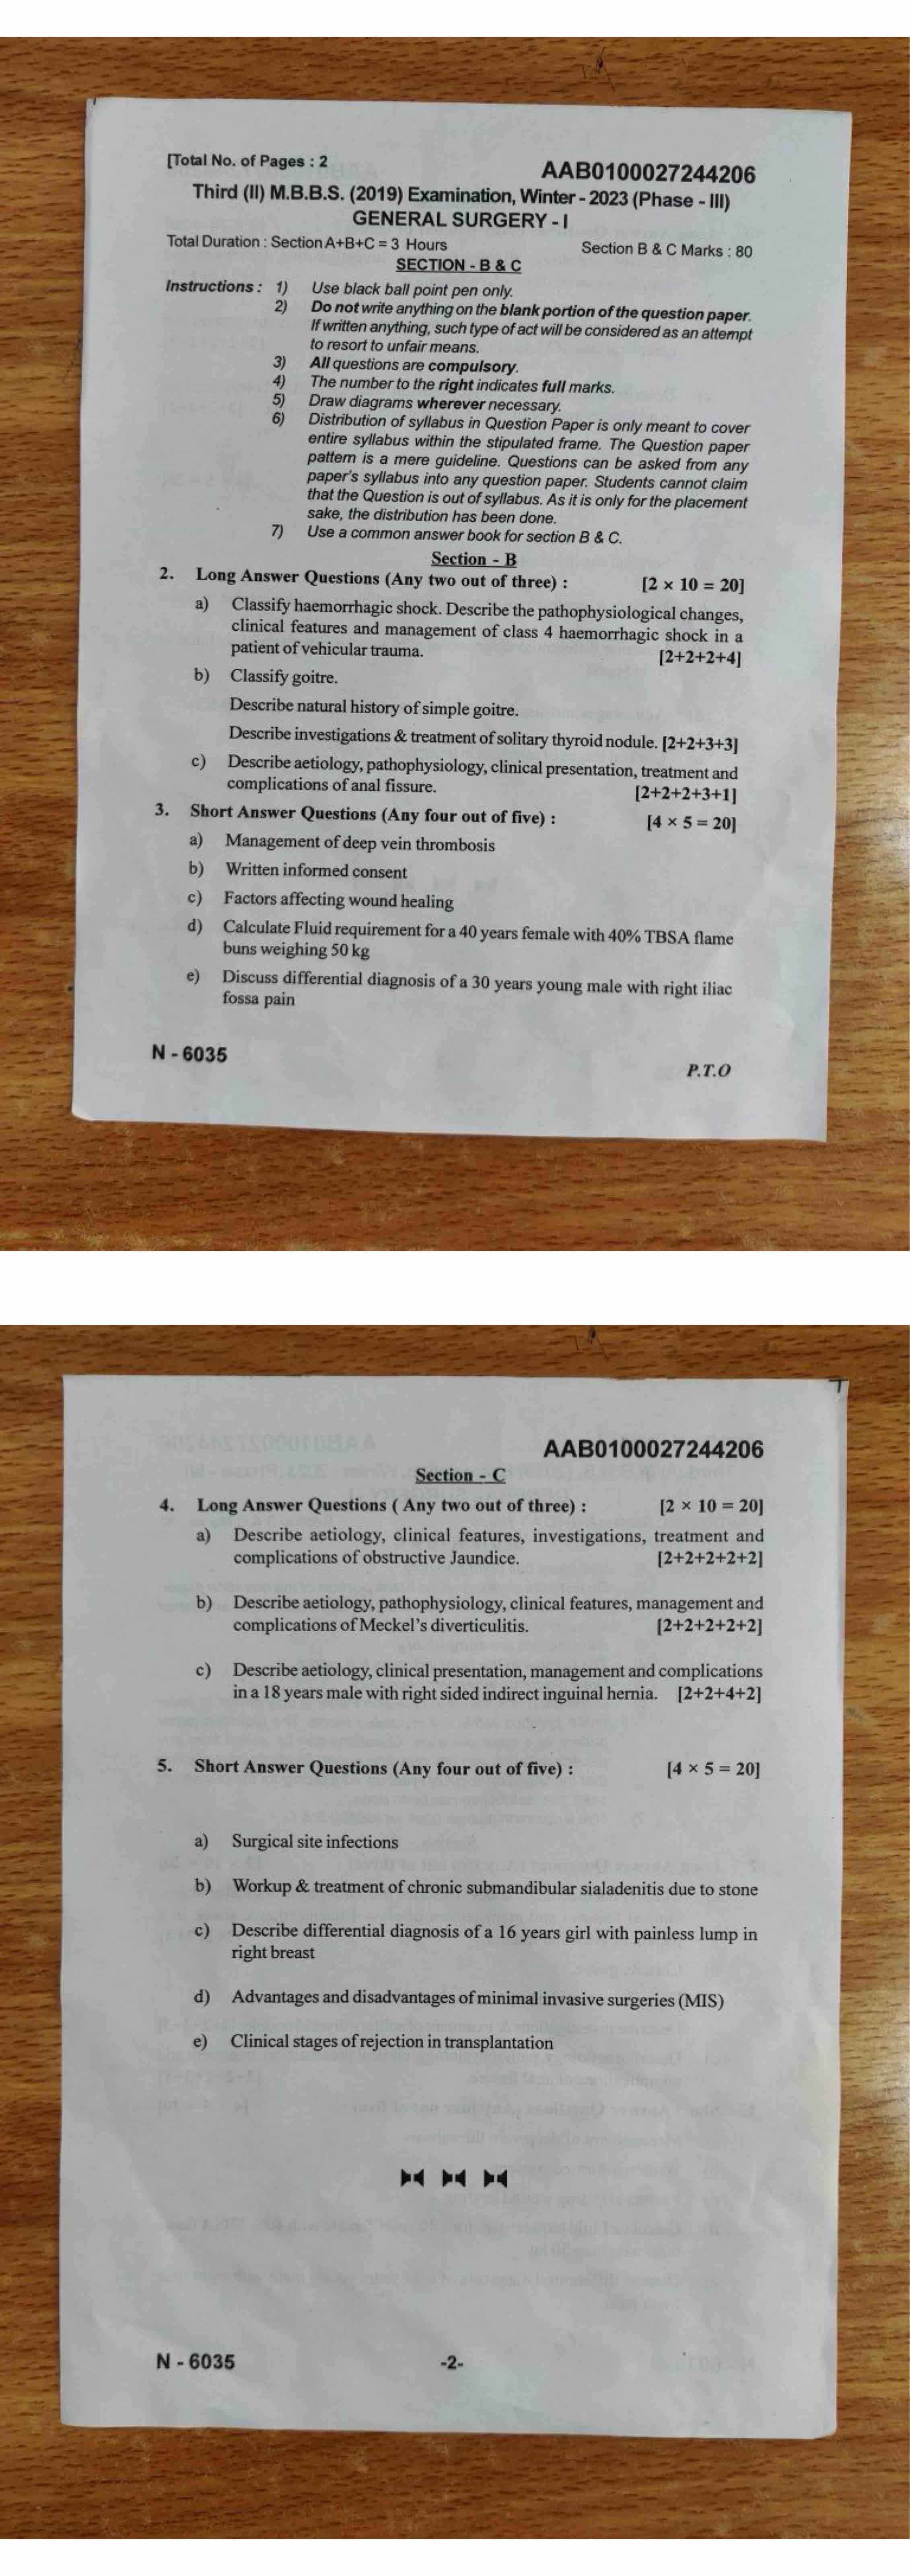 [Total No. of Pages : 2
AAB0100027244206
Third (II) M.B.B.S. (2019) Examination, Winter - 2023 (Phase - III)
GENERAL SURGERY - I
Total Duration : Section A+B+C = 3 Hours Section B & C Marks : 80
SECTION - B & C
Instructions : 1) Use black ball point pen only.
2) Do not write anything on the blank portion of the question paper.
If written anything, such type of act will be considered as an attempt
to resort to unfair means.
3) All questions are compulsory.
4) The number to the right indicates full marks.
5) Draw diagrams wherever necessary.
6) Distribution of syllabus in Question Paper is only meant to cover
entire syllabus within the stipulated frame. The Question paper
pattern is a mere guideline. Questions can be asked from any
paper's syllabus into any question paper. Students cannot claim
that the Question is out of syllabus. As it is only for the placement
sake, the distribution has been done.
7) Use a common answer book for section B & C.
Section - B
2. Long Answer Questions (Any two out of three) : [2 × 10 = 20]
a) Classify haemorrhagic shock. Describe the pathophysiological changes,
clinical features and management of class 4 haemorrhagic shock in a
patient of vehicular trauma. [2+2+2+4]
b) Classify goitre.
Describe natural history of simple goitre.
Describe investigations & treatment of solitary thyroid nodule. [2+2+3+3]
c) Describe aetiology, pathophysiology, clinical presentation, treatment and
complications of anal fissure. [2+2+2+3+1]
3. Short Answer Questions (Any four out of five) : [4 × 5 = 20]
a) Management of deep vein thrombosis
b) Written informed consent
c) Factors affecting wound healing
d) Calculate Fluid requirement for a 40 years female with 40% TBSA flame
buns weighing 50 kg
e) Discuss differential diagnosis of a 30 years young male with right iliac
fossa pain
N - 6035
P.T.O
AAB0100027244206
Section - C
4. Long Answer Questions ( Any two out of three) : [2 × 10 = 20]
a) Describe aetiology, clinical features, investigations, treatment and
complications of obstructive Jaundice. [2+2+2+2+2]
b) Describe aetiology, pathophysiology, clinical features, management and
complications of Meckel's diverticulitis. [2+2+2+2+2]
c) Describe aetiology, clinical presentation, management and complications
in a 18 years male with right sided indirect inguinal hernia. [2+2+4+2]
5. Short Answer Questions (Any four out of five) : [4 × 5 = 20]
a) Surgical site infections
b) Workup & treatment of chronic submandibular sialadenitis due to stone
c) Describe differential diagnosis of a 16 years girl with painless lump in
right breast
d) Advantages and disadvantages of minimal invasive surgeries (MIS)
e) Clinical stages of rejection in transplantation
N - 6035 -2-